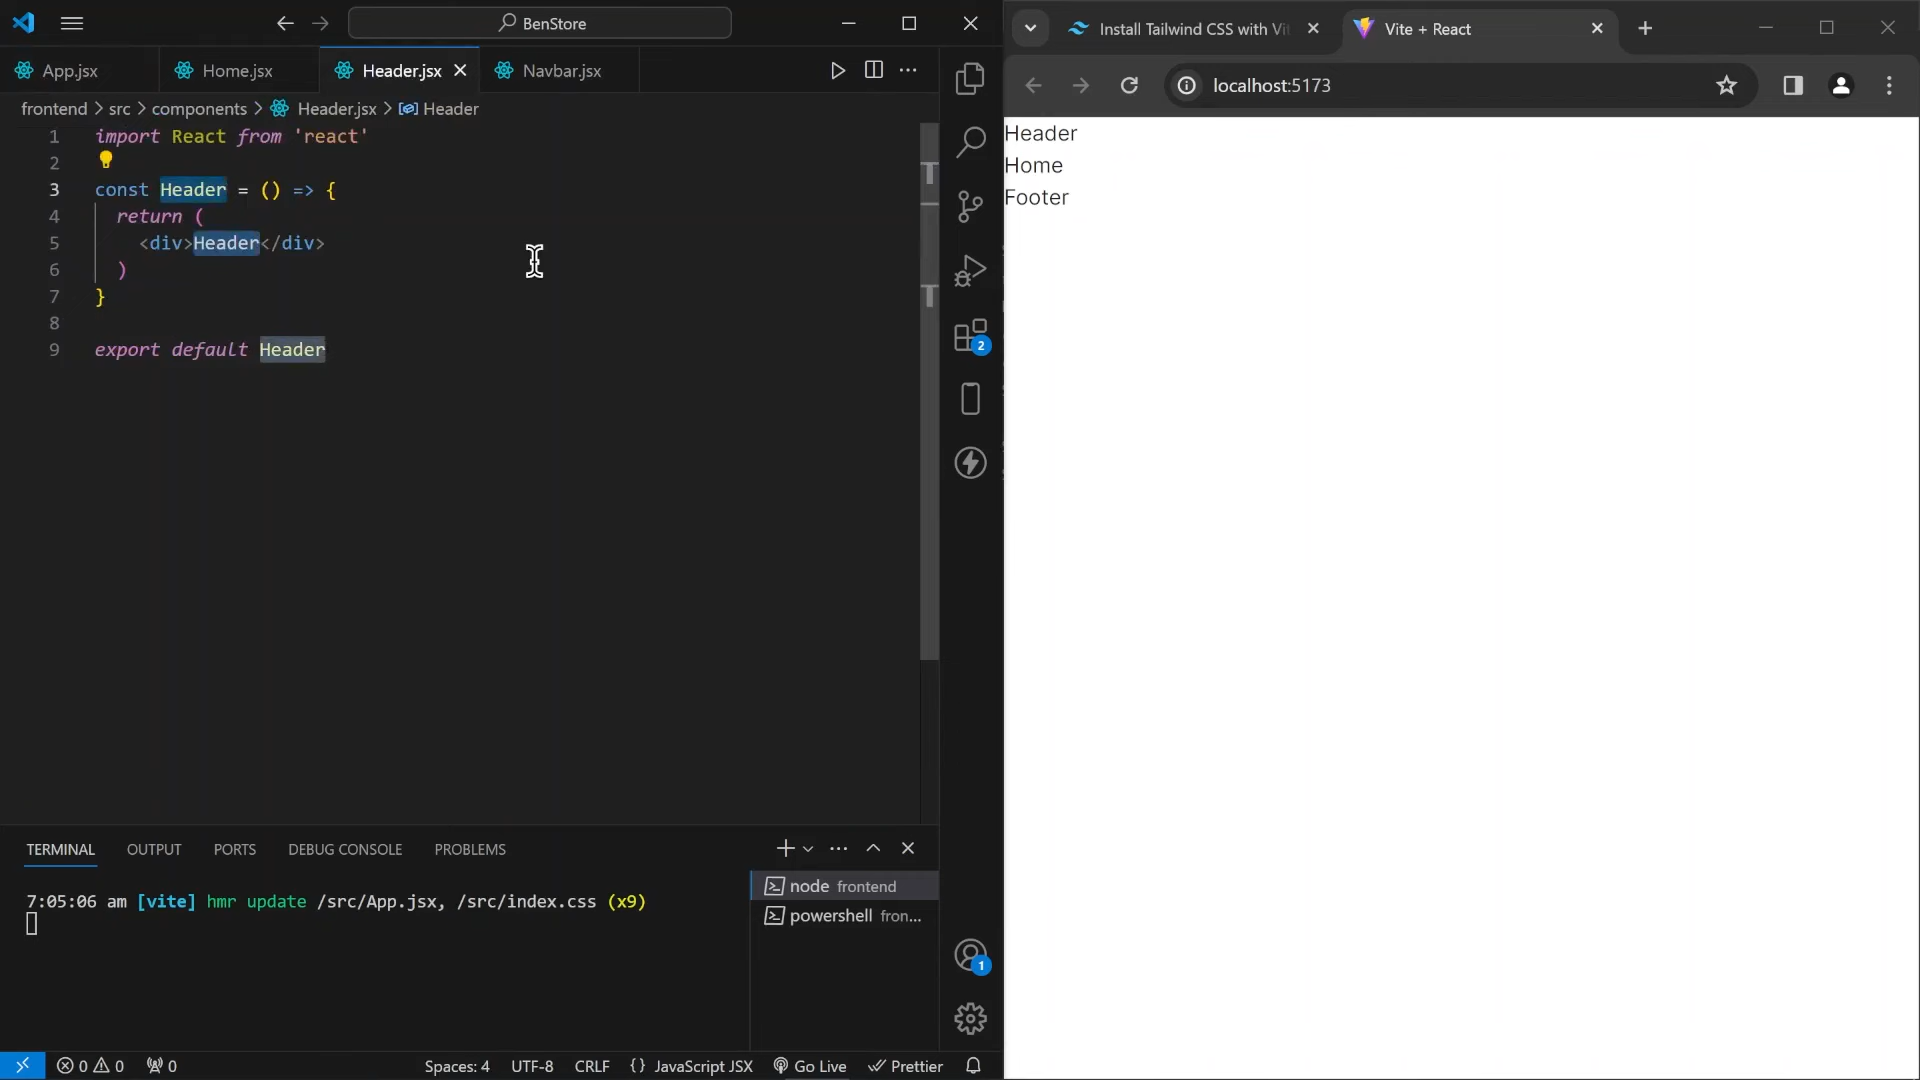 BenStore
App.jsx
Home.jsx
Header.jsx
Navbar.jsx
frontend > src > components > Header.jsx > Header
1 import React from 'react'
2
3 const Header = () => {
4 return (
5 <div>Header</div>
6 )
7 }
8
9 export default Header
2
TERMINAL OUTPUT PORTS DEBUG CONSOLE PROBLEMS
7:05:06 am [vite] hmr update /src/App.jsx, /src/index.css (x9)
node frontend
powershell fron...
1
0 0 0
Spaces: 4 UTF-8 CRLF {} JavaScript JSX Go Live Prettier
Install Tailwind CSS with Vit
Vite + React
localhost:5173
Header
Home
Footer